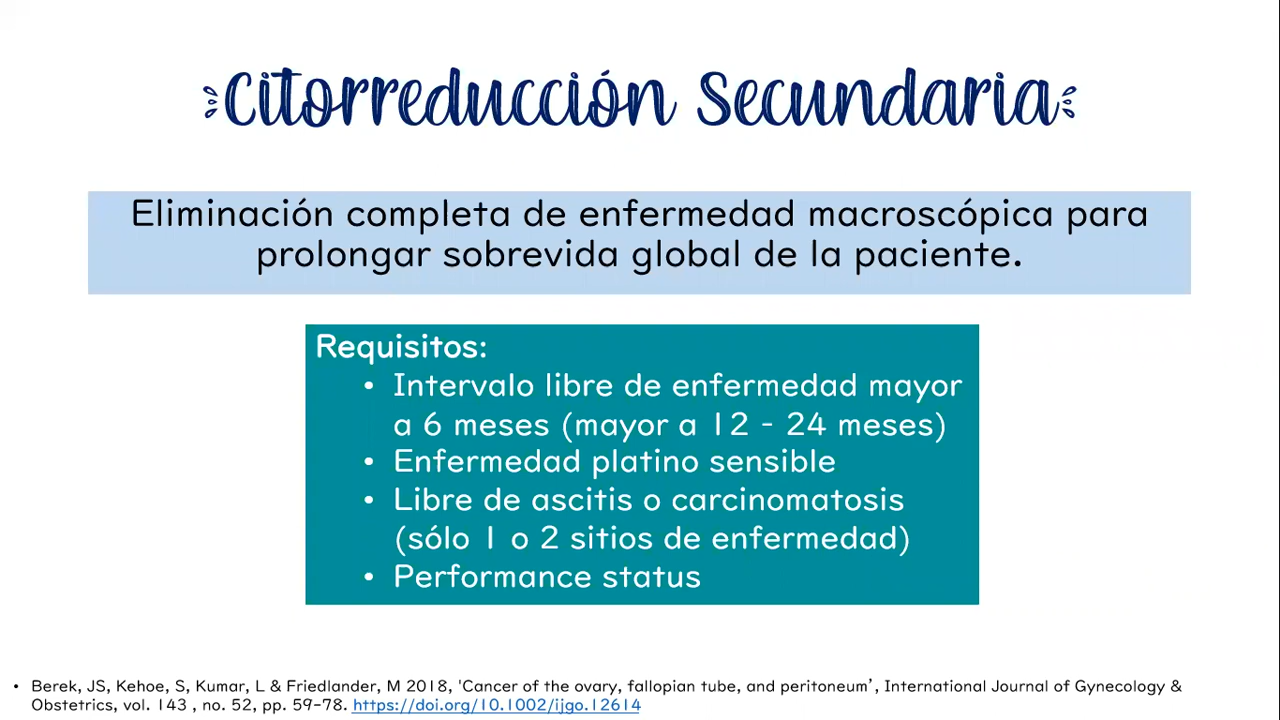 Citorreducción Secundaria
Eliminación completa de enfermedad macroscópica para
prolongar sobrevida global de la paciente.
Requisitos:
• Intervalo libre de enfermedad mayor
a 6 meses (mayor a 12 - 24 meses)
• Enfermedad platino sensible
• Libre de ascitis o carcinomatosis
(sólo 1 o 2 sitios de enfermedad)
• Performance status
• Berek, JS, Kehoe, S, Kumar, L & Friedlander, M 2018, 'Cancer of the ovary, fallopian tube, and peritoneum’, International Journal of Gynecology &
Obstetrics, vol. 143 , no. 52, pp. 59-78. https://doi.org/10.1002/ijgo.12614